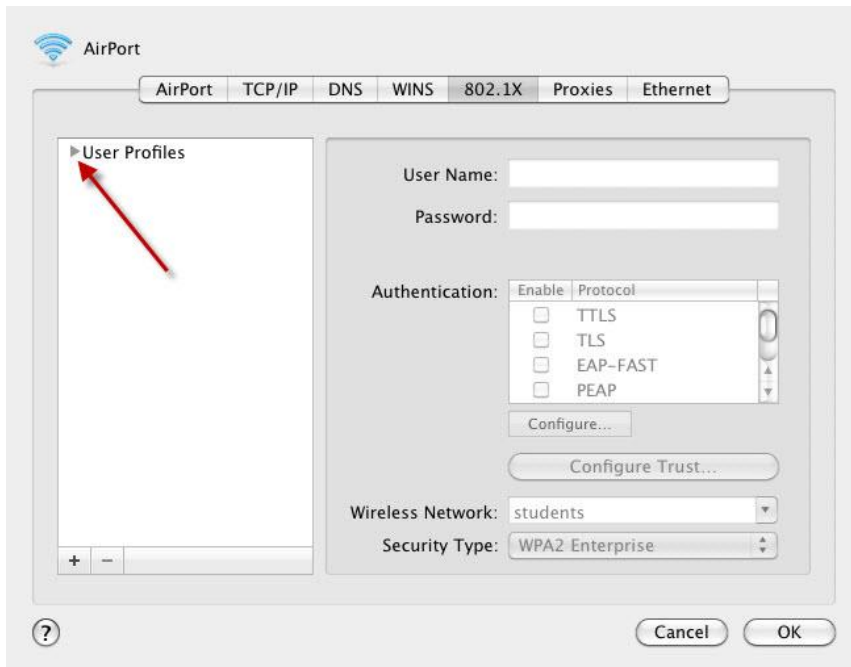 AirPort
AirPort TCP/IP DNS WINS 802.1X Proxies Ethernet
User Profiles
User Name:
Password:
Authentication:
Enable Protocol
TTLS
TLS
EAP-FAST
PEAP
Configure...
Configure Trust...
Wireless Network: students
Security Type: WPA2 Enterprise
+ −
? Cancel OK